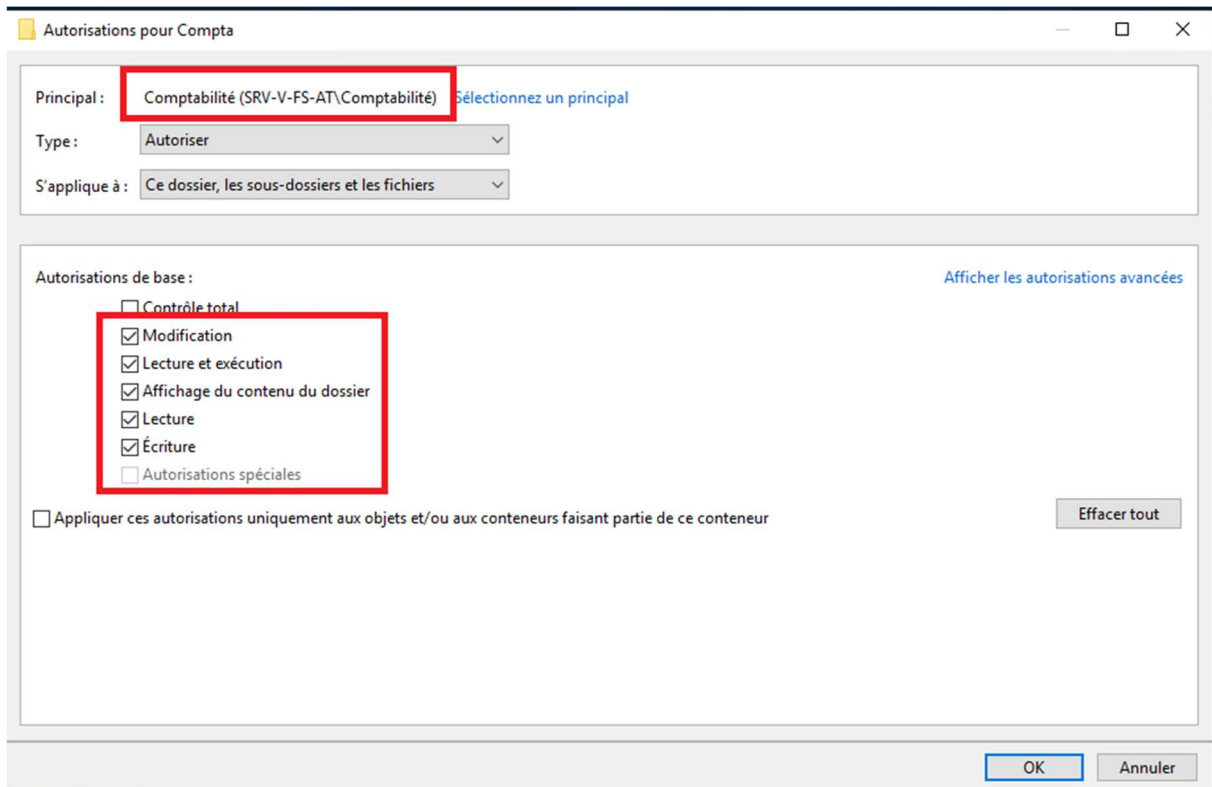 Autorisations pour Compta
Principal : Comptabilité (SRV-V-FS-AT\Comptabilité) Sélectionnez un principal
Type : Autoriser
S'applique à : Ce dossier, les sous-dossiers et les fichiers
Autorisations de base : Afficher les autorisations avancées
Contrôle total
Modification
Lecture et exécution
Affichage du contenu du dossier
Lecture
Écriture
Autorisations spéciales
Appliquer ces autorisations uniquement aux objets et/ou aux conteneurs faisant partie de ce conteneur Effacer tout
OK Annuler